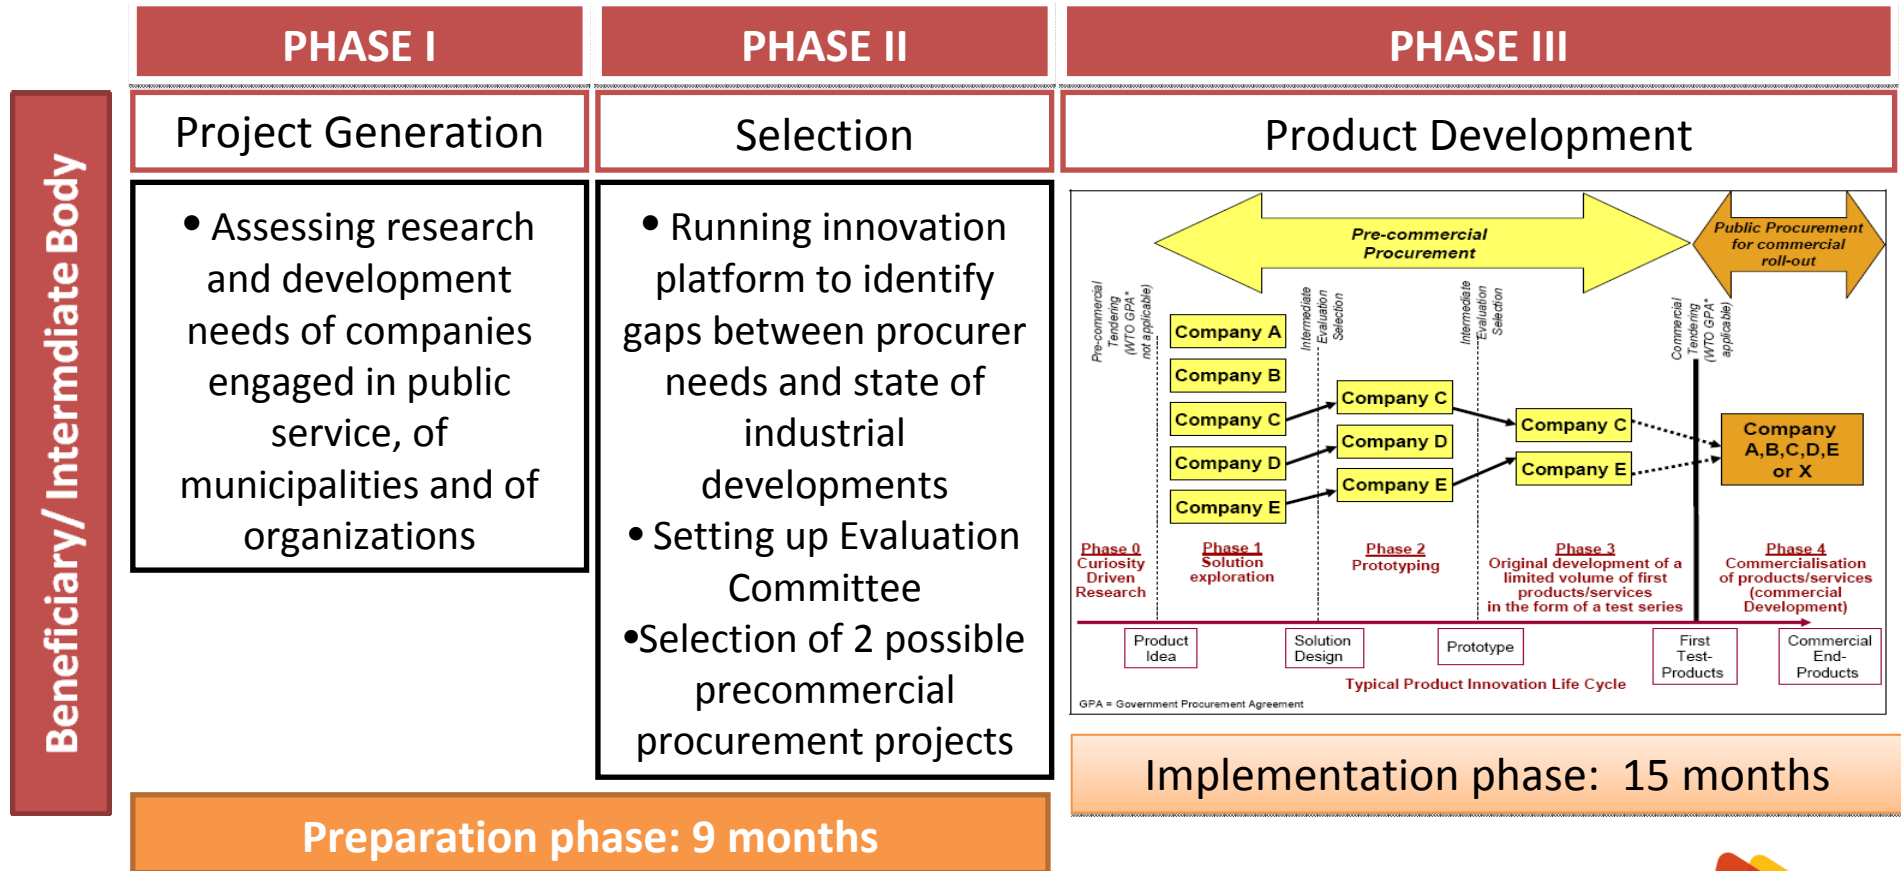 PHASE I
PHASE II
PHASE III
Beneficiary/ Intermdiate Body
Project Generation
Selection
Product Development
• Assessing research
and development
needs of companies
engaged in public
service, of
municipalities and of
organizations
• Running innovation
platform to identify
gaps between procurer
needs and state of
industrial
developments
• Setting up Evaluation
Committee
•Selection of 2 possible
precommercial
procurement projects
Pre-commercial
Procurement
Public Procurement
for commercial
roll-out
Pre-commercial
Tendering
(WTO GPA*
not applicable)
Intermediate
Evaluation
Selection
Intermediate
Evaluation
Selection
Commercial
Tendering
(WTO GPA*
applicable)
Company A
Company B
Company C
Company D
Company E
Company C
Company D
Company E
Company C
Company E
Company
A,B,C,D,E
or X
Phase 0
Curiosity
Driven
Research
Phase 1
Solution
exploration
Phase 2
Prototyping
Phase 3
Original development of a
limited volume of first
products/services
in the form of a test series
Phase 4
Commercialisation
of products/services
(commercial
Development)
Product
Idea
Solution
Design
Prototype
First
Test-
Products
Commercial
End-
Products
Typical Product Innovation Life Cycle
GPA = Government Procurement Agreement
Implementation phase:  15 months
Preparation phase: 9 months